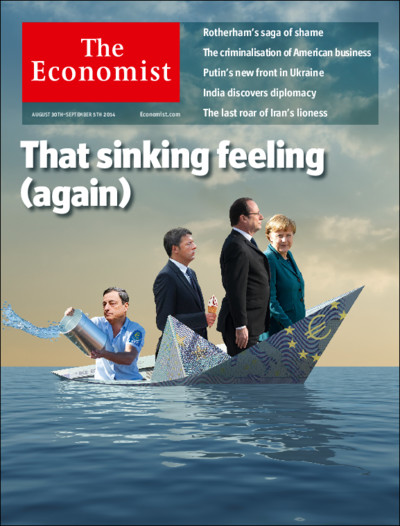 The
Economist
AUGUST 30TH–SEPTEMBER 5TH 2014
Economist.com
Rotherham's saga of shame
The criminalisation of American business
Putin's new front in Ukraine
India discovers diplomacy
The last roar of Iran's lioness
That sinking feeling
(again)